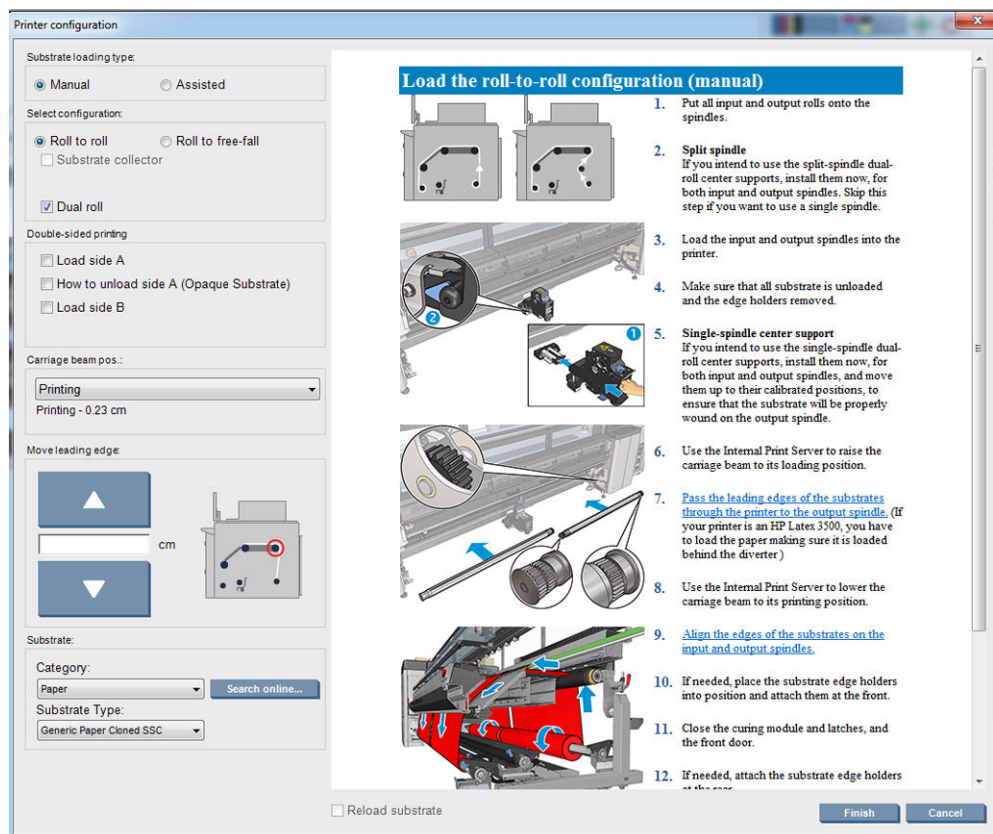 Printer configuration
Substrate loading type:
Manual
Assisted
Select configuration:
Roll to roll
Roll to free-fall
Substrate collector
Dual roll
Double-sided printing
Load side A
How to unload side A (Opaque Substrate)
Load side B
Carriage beam pos.:
Printing
Printing - 0.23 cm
Move leading edge:
cm
Substrate:
Category:
Paper
Search online...
Substrate Type:
Generic Paper Cloned SSC
Load the roll-to-roll configuration (manual)
1. Put all input and output rolls onto the
spindles.
2. Split spindle
If you intend to use the split-spindle dual-
roll center supports, install them now, for
both input and output spindles. Skip this
step if you want to use a single spindle.
3. Load the input and output spindles into the
printer.
4. Make sure that all substrate is unloaded
and the edge holders removed.
5. Single-spindle center support
If you intend to use the single-spindle dual-
roll center supports, install them now, for
both input and output spindles, and move
them up to their calibrated positions, to
ensure that the substrate will be properly
wound on the output spindle.
6. Use the Internal Print Server to raise the
carriage beam to its loading position.
7. Pass the leading edges of the substrates
through the printer to the output spindle. (If
your printer is an HP Latex 3500, you have
to load the paper making sure it is loaded
behind the diverter)
8. Use the Internal Print Server to lower the
carriage beam to its printing position.
9. Align the edges of the substrates on the
input and output spindles.
10. If needed, place the substrate edge holders
into position and attach them at the front.
11. Close the curing module and latches, and
the front door.
12. If needed, attach the substrate edge holders
at the rear
2
1
Reload substrate
Finish
Cancel